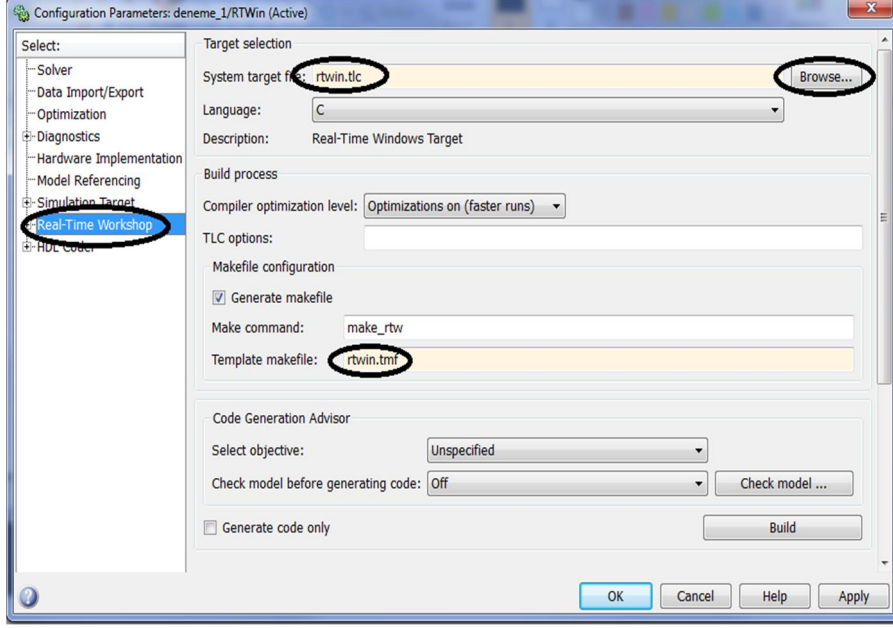 Configuration Parameters: deneme_1/RTWin (Active)
Select:
Solver
Data Import/Export
Optimization
Diagnostics
Hardware Implementation
Model Referencing
Simulation Target
Real-Time Workshop
HDL Coder
Target selection
System target file: rtwin.tlc Browse...
Language: C
Description: Real-Time Windows Target
Build process
Compiler optimization level: Optimizations on (faster runs)
TLC options:
Makefile configuration
Generate makefile
Make command: make_rtw
Template makefile: rtwin.tmf
Code Generation Advisor
Select objective: Unspecified
Check model before generating code: Off Check model ...
Generate code only Build
OK Cancel Help Apply